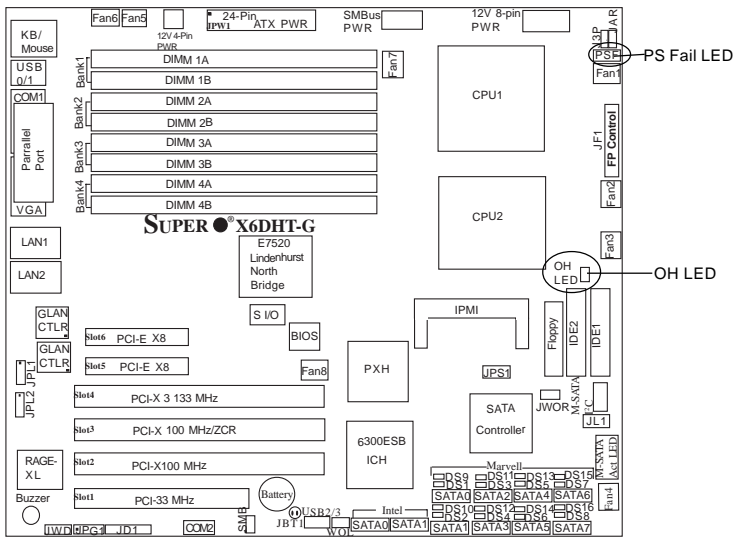 Fan6 Fan5
12V 4-Pin
PWR
24-Pin
JPW1 ATX PWR
SMBus
PWR
12V 8-pin
PWR
J3P
JAR
PSF
PS Fail LED
Fan1
KB/
Mouse
USB
0/1
COM1
Parrallel
Port
VGA
LAN1
LAN2
Bank1
DIMM 1A
DIMM 1B
Bank2
DIMM 2A
DIMM 2B
Bank3
DIMM 3A
DIMM 3B
Bank4
DIMM 4A
DIMM 4B
Fan7
CPU1
CPU2
JF1
FP Control
Fan2
Fan3
SUPER ® X6DHT-G
E7520
Lindenhurst
North
Bridge
OH
LED
OH LED
S I/O
BIOS
Fan8
IPMI
Floppy
IDE2
IDE1
GLAN
CTLR
GLAN
CTLR
JPL1
JPL2
Slot6 PCI-E X8
Slot5 PCI-E X8
Slot4 PCI-X 3 133 MHz
Slot3 PCI-X 100 MHz/ZCR
Slot2 PCI-X100 MHz
Slot1 PCI-33 MHz
PXH
JPS1
JWOR
M-SATA
I²C
JL1
SATA
Controller
6300ESB
ICH
M-SATA
Act LED
Fan4
RAGE-
XL
Buzzer
Battery
Marvell
DS9 DS11 DS13 DS15
DS1 DS3 DS5 DS7
SATA0 SATA2 SATA4 SATA6
DS10 DS12 DS14 DS16
DS2 DS4 DS6 DS8
SATA1 SATA3 SATA5 SATA7
Intel
SATA0 SATA1
USB2/3
JBT1
WOL
SMB
COM2
JWD JPG1 JD1